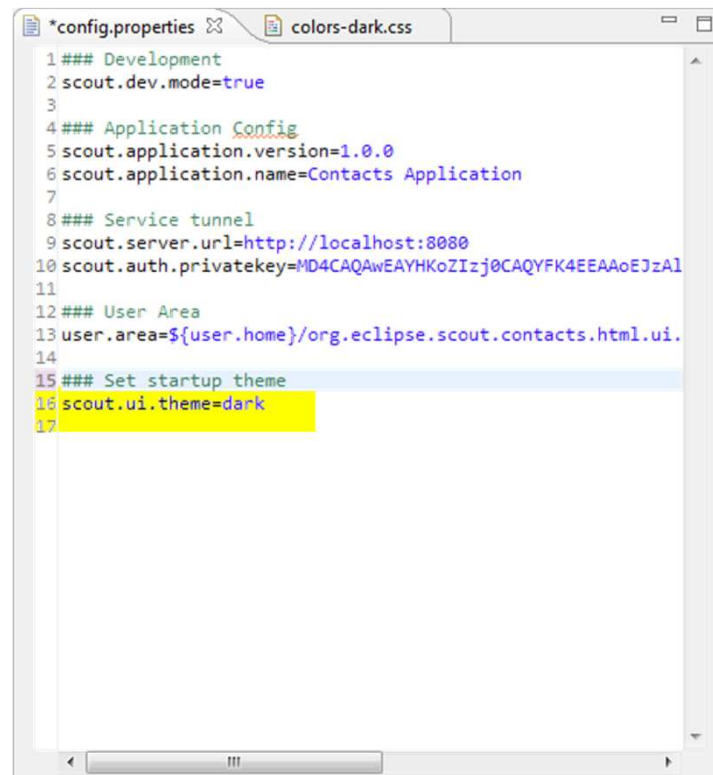 *config.properties colors-dark.css
1 ### Development
2 scout.dev.mode=true
3
4 ### Application Config
5 scout.application.version=1.0.0
6 scout.application.name=Contacts Application
7
8 ### Service tunnel
9 scout.server.url=http://localhost:8080
10 scout.auth.privatekey=MD4CAQAwEAYHKoZIzj0CAQYFK4EEAAoEJzAl
11
12 ### User Area
13 user.area=${user.home}/org.eclipse.scout.contacts.html.ui.
14
15 ### Set startup theme
16 scout.ui.theme=dark
17